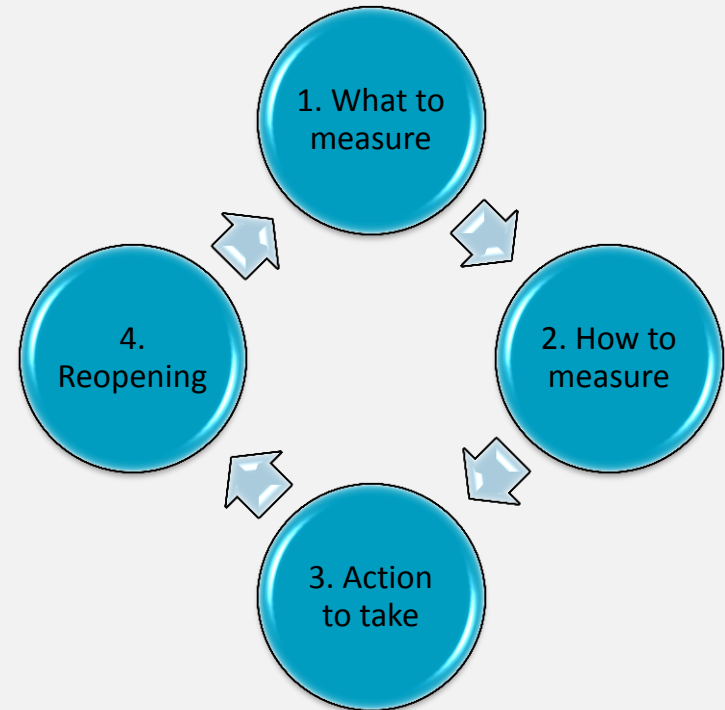 1. What to
measure
2. How to
measure
3. Action
to take
4.
Reopening